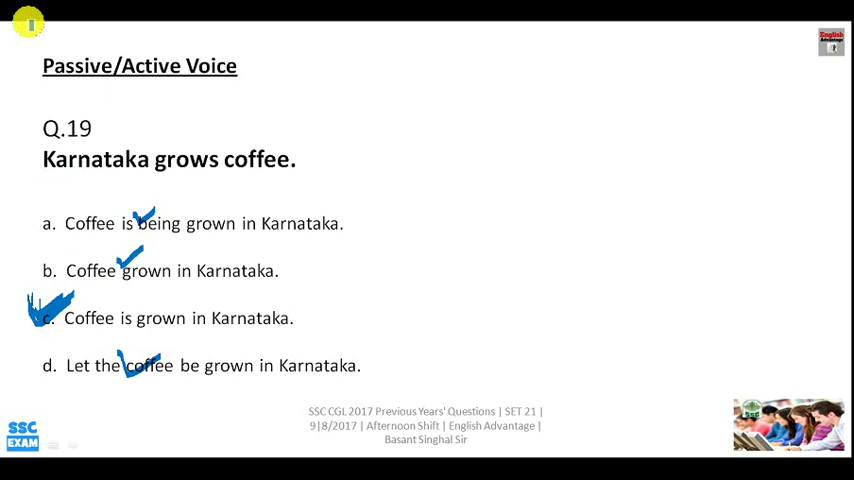 English
Advantage
Passive/Active Voice
Q.19
Karnataka grows coffee.
a. Coffee is being grown in Karnataka.
b. Coffee grown in Karnataka.
c. Coffee is grown in Karnataka.
d. Let the coffee be grown in Karnataka.
SSC CGL 2017 Previous Years' Questions | SET 21 |
9|8/2017 | Afternoon Shift | English Advantage |
Basant Singhal Sir
SSC
EXAM